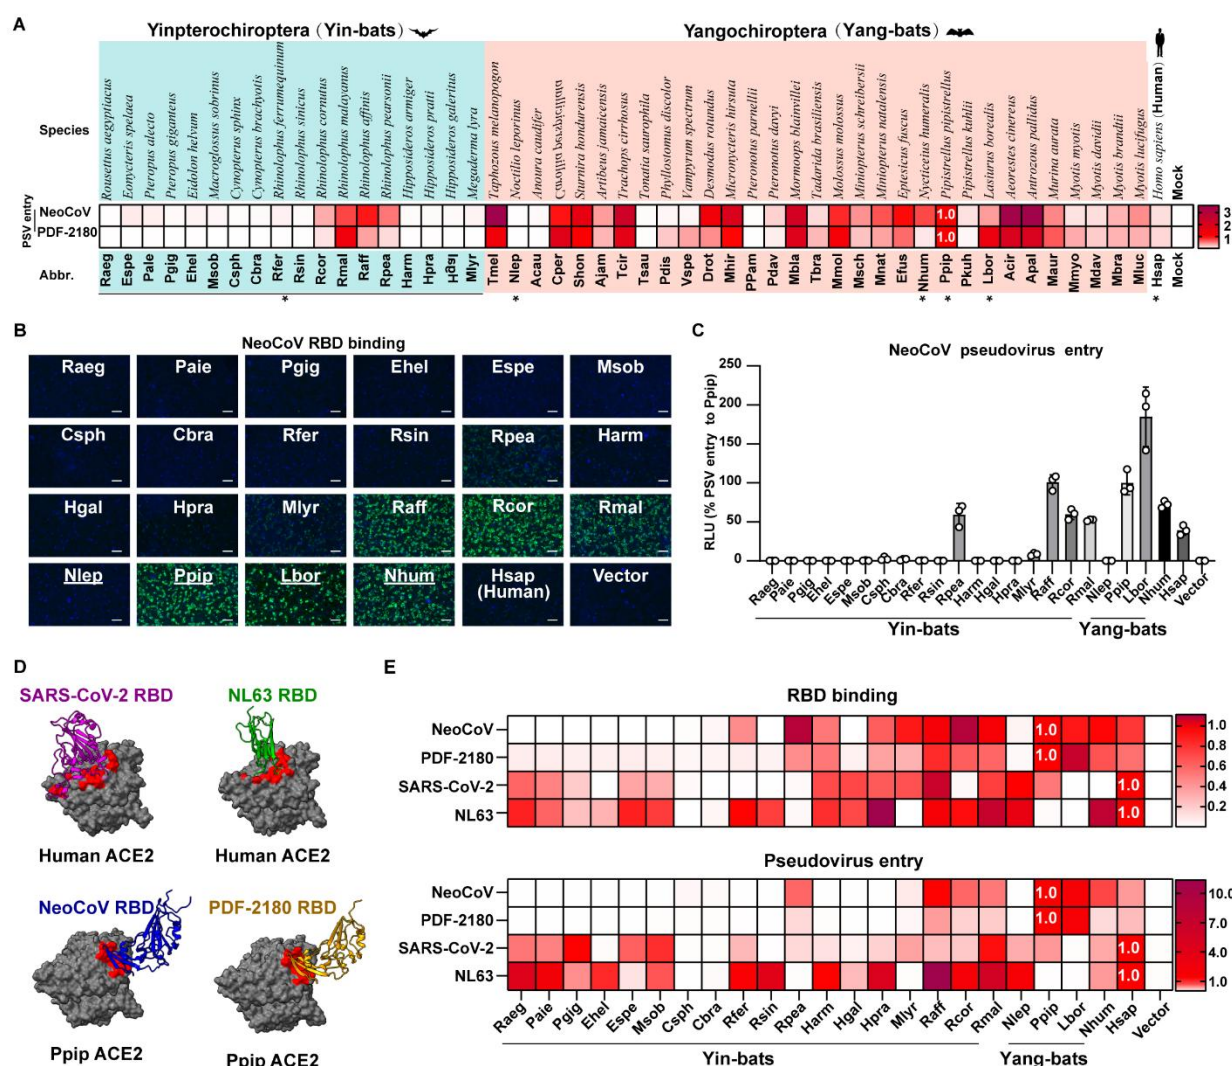 A
Yinpterochiroptera (Yin-bats)
Yangochiroptera (Yang-bats)
Species
Rousettus aegyptiacus
Eonycteris spelaea
Pteropus alecto
Pteropus giganteus
Eidolon helvum
Macroglossus sobrinus
Cynopterus sphinx
Cynopterus brachyotis
Rhinolophus ferrumequinum
Rhinolophus sinicus
Rhinolophus cornutus
Rhinolophus malayanus
Rhinolophus affinis
Rhinolophus pearsonii
Hipposideros armiger
Hipposideros pratti
Hipposideros galeritus
Megaderma lyra
Taphozous melanopogon
Noctilio leporinus
Anoura caudifer
Sturnira hondurensis
Artibeus jamaicensis
Trachops cirrhosus
Tonatia saurophila
Phyllostomus discolor
Vampyrum spectrum
Desmodus rotundus
Micronycteris hirsuta
Pteronotus parnellii
Pteronotus davyi
Mormoops blainvillei
Tadarida brasiliensis
Molossus molossus
Miniopterus schreibersii
Miniopterus natalensis
Eptesicus fuscus
Nycticeius humeralis
Pipistrellus pipistrellus
Pipistrellus kuhlii
Lasiurus borealis
Aeorestes cinereus
Antrozous pallidus
Murina aurata
Myotis myotis
Myotis davidii
Myotis brandtii
Myotis lucifugus
Homo sapiens (Human)
Mock
PSV entry
NeoCoV 1.0
PDF-2180 1.0
3
2
1
Abbr.
Raeg Espe Pale Pgig Ehel Msob Csph Cbra Rfer Rsin Rcor Rmal Raff Rpea Harm Hpra Hgal Mlyr Tmel Nlep Acau Cper Shon Ajam Tcir Tsau Pdis Vspe Drot Mhir PPam Pdav Mbla Tbra Mmol Msch Mnat Efus Nhum Ppip Pkuh Lbor Acir Apal Maur Mmyo Mdav Mbra Mluc Hsap Mock
* * * * * *
B
NeoCoV RBD binding
Raeg Paie Pgig Ehel Espe Msob
Csph Cbra Rfer Rsin Rpea Harm
Hgal Hpra Mlyr Raff Rcor Rmal
Nlep Ppip Lbor Nhum Hsap (Human) Vector
C
NeoCoV pseudovirus entry
RLU (% PSV entry to Ppip)
250
200
150
100
50
0
Raeg Paie Pgig Ehel Espe Msob Csph Cbra Rfer Rsin Rpea Harm Hgal Hpra Mlyr Raff Rcor Rmal Nlep Ppip Lbor Nhum Hsap Vector
Yin-bats Yang-bats
D
SARS-CoV-2 RBD NL63 RBD
Human ACE2 Human ACE2
NeoCoV RBD PDF-2180 RBD
Ppip ACE2 Ppip ACE2
E
RBD binding
NeoCoV 1.0
PDF-2180 1.0
SARS-CoV-2 1.0
NL63 1.0
1.0
0.8
0.6
0.4
0.2
Pseudovirus entry
NeoCoV 1.0
PDF-2180 1.0
SARS-CoV-2 1.0
NL63 1.0
10.0
7.0
4.0
1.0
Raeg Paie Pgig Ehel Espe Msob Csph Cbra Rfer Rsin Rpea Harm Hgal Hpra Mlyr Raff Rcor Rmal Nlep Ppip Lbor Nhum Hsap Vector
Yin-bats Yang-bats